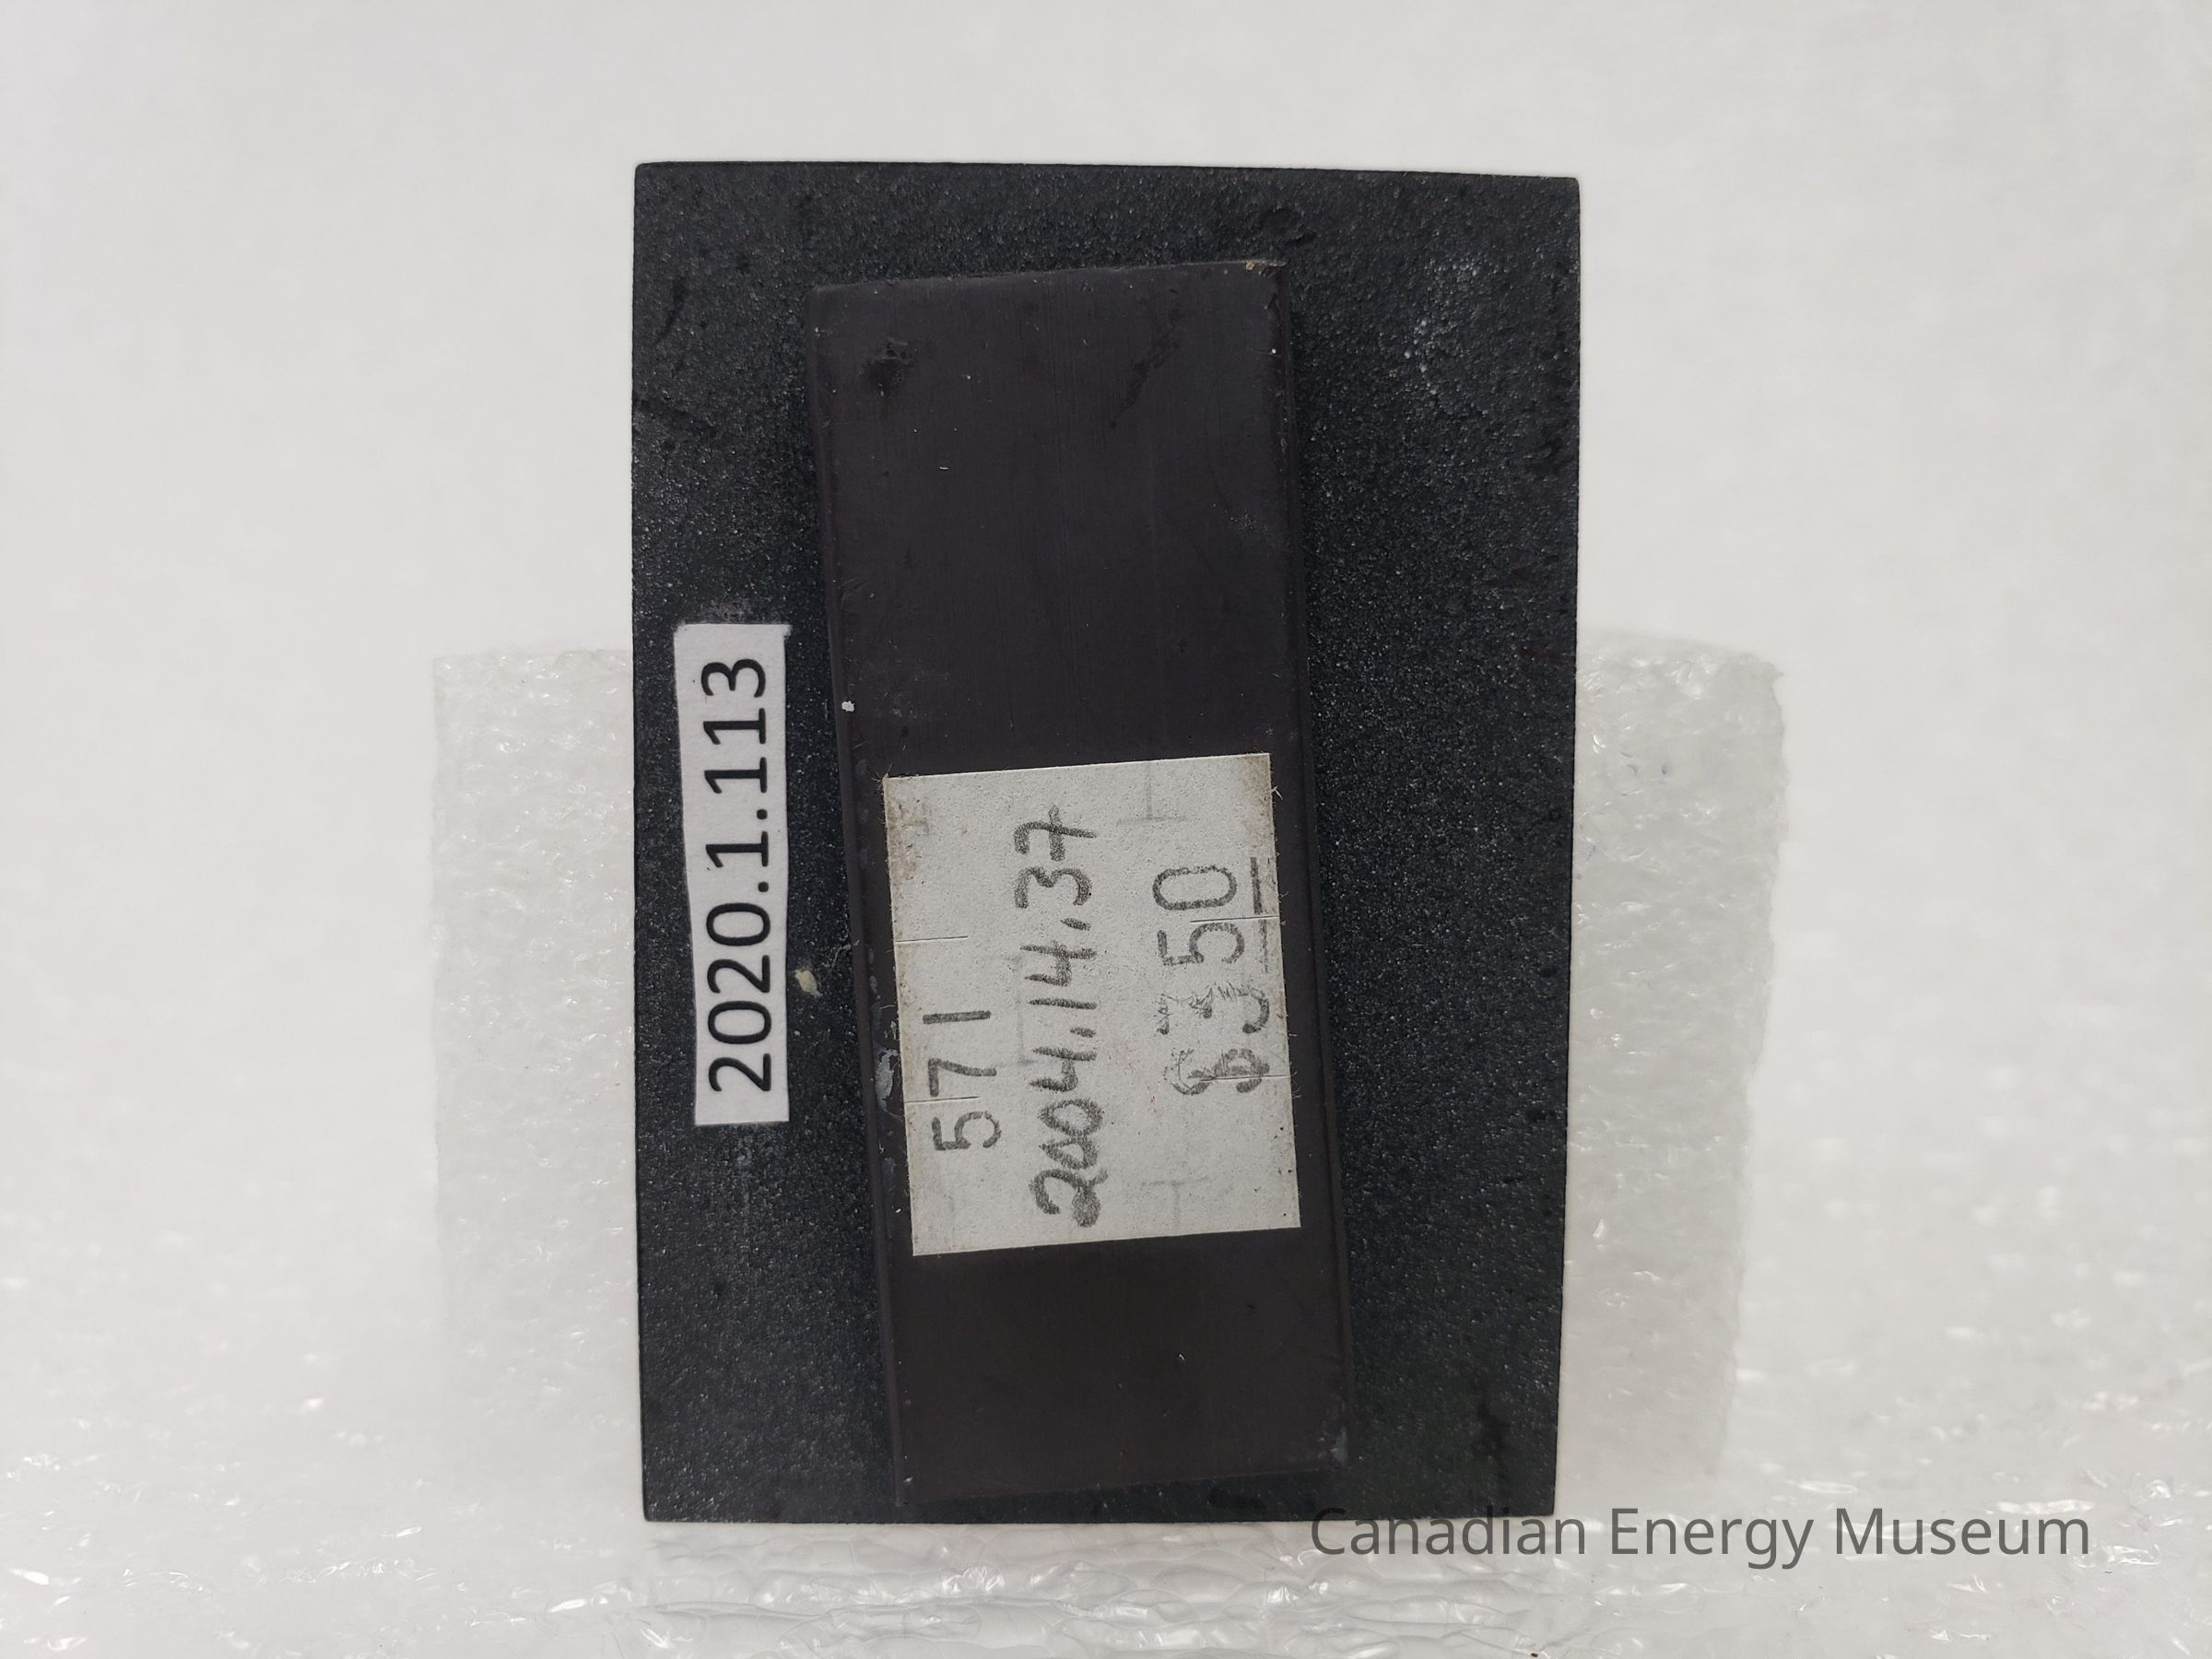 2020.1.113
571
2004.14.37
$3 50
Canadian Energy Museum